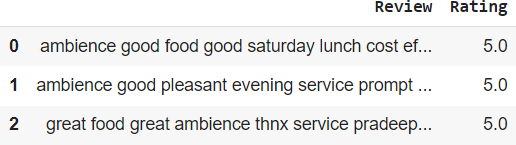 Review Rating
0 ambience good food good saturday lunch cost ef... 5.0
1 ambience good pleasant evening service prompt ... 5.0
2 great food great ambience thnx service pradeep... 5.0